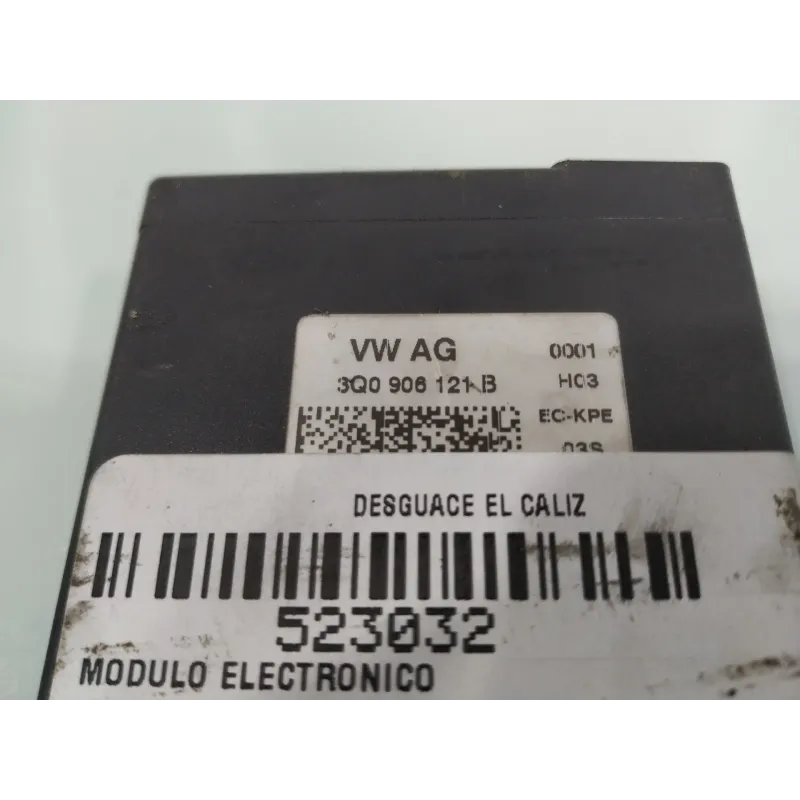 VW AG 0001
3Q0 906 121 B H03
EC-KPE
03S
DESGUACE EL CALIZ
523032
MODULO ELECTRONICO